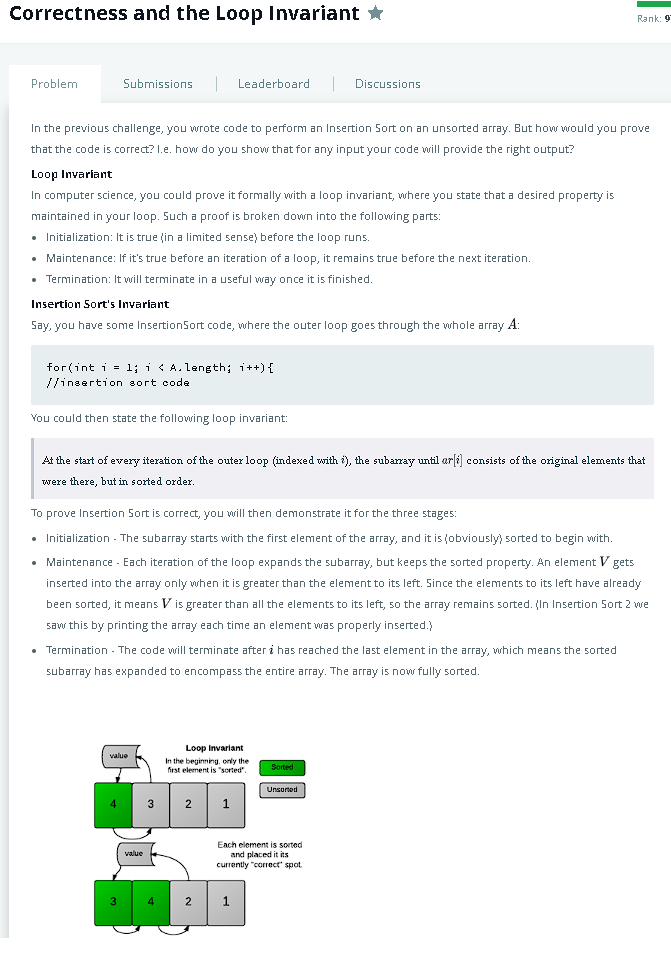 Correctness and the Loop Invariant
Rank: 9
Problem
Submissions
Leaderboard
Discussions
In the previous challenge, you wrote code to perform an Insertion Sort on an unsorted array. But how would you prove
that the code is correct? I.e. how do you show that for any input your code will provide the right output?
Loop Invariant
In computer science, you could prove it formally with a loop invariant, where you state that a desired property is
maintained in your loop. Such a proof is broken down into the following parts:
• Initialization: It is true (in a limited sense) before the loop runs.
• Maintenance: If it's true before an iteration of a loop, it remains true before the next iteration.
• Termination: It will terminate in a useful way once it is finished.
Insertion Sort's Invariant
Say, you have some InsertionSort code, where the outer loop goes through the whole array A:
for(int i = 1; i < A.length; i++){
//insertion sort code
You could then state the following loop invariant:
At the start of every iteration of the outer loop (indexed with i), the subarray until ar[i] consists of the original elements that
were there, but in sorted order.
To prove Insertion Sort is correct, you will then demonstrate it for the three stages:
• Initialization - The subarray starts with the first element of the array, and it is (obviously) sorted to begin with.
• Maintenance - Each iteration of the loop expands the subarray, but keeps the sorted property. An element V gets
inserted into the array only when it is greater than the element to its left. Since the elements to its left have already
been sorted, it means V is greater than all the elements to its left, so the array remains sorted. (In Insertion Sort 2 we
saw this by printing the array each time an element was properly inserted.)
• Termination - The code will terminate after i has reached the last element in the array, which means the sorted
subarray has expanded to encompass the entire array. The array is now fully sorted.
value
Loop Invariant
In the beginning, only the
first element is "sorted".
Sorted
Unsorted
4 3 2 1
value
Each element is sorted
and placed it its
currently "correct" spot.
3 4 2 1